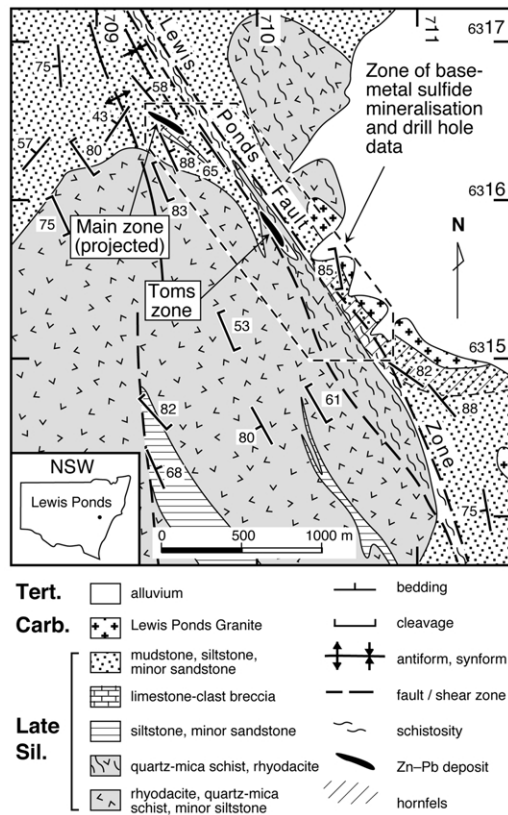 709
710
711
6317
6316
6315
Lewis Ponds Fault Zone
Zone of base-
metal sulfide
mineralisation
and drill hole
data
N
75
58
43
57
80
88
65
83
75
Main zone
(projected)
Toms
zone
85
53
82
88
61
82
80
68
75
NSW
Lewis Ponds
0 500 1000 m
Tert.
alluvium
Carb.
Lewis Ponds Granite
Late
Sil.
mudstone, siltstone,
minor sandstone
limestone-clast breccia
siltstone, minor sandstone
quartz-mica schist, rhyodacite
rhyodacite, quartz-mica
schist, minor siltstone
bedding
cleavage
antiform, synform
fault / shear zone
schistosity
Zn–Pb deposit
hornfels